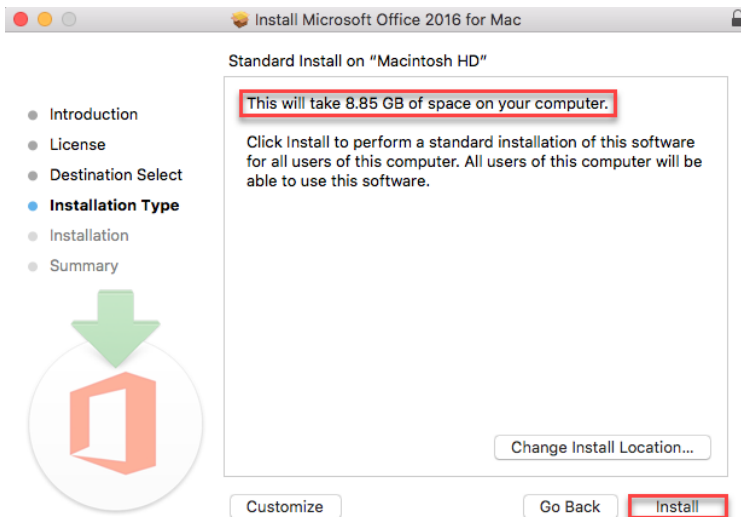 Install Microsoft Office 2016 for Mac
Standard Install on “Macintosh HD”
Introduction
License
Destination Select
Installation Type
Installation
Summary
This will take 8.85 GB of space on your computer.
Click Install to perform a standard installation of this software
for all users of this computer. All users of this computer will be
able to use this software.
Change Install Location...
Customize
Go Back
Install